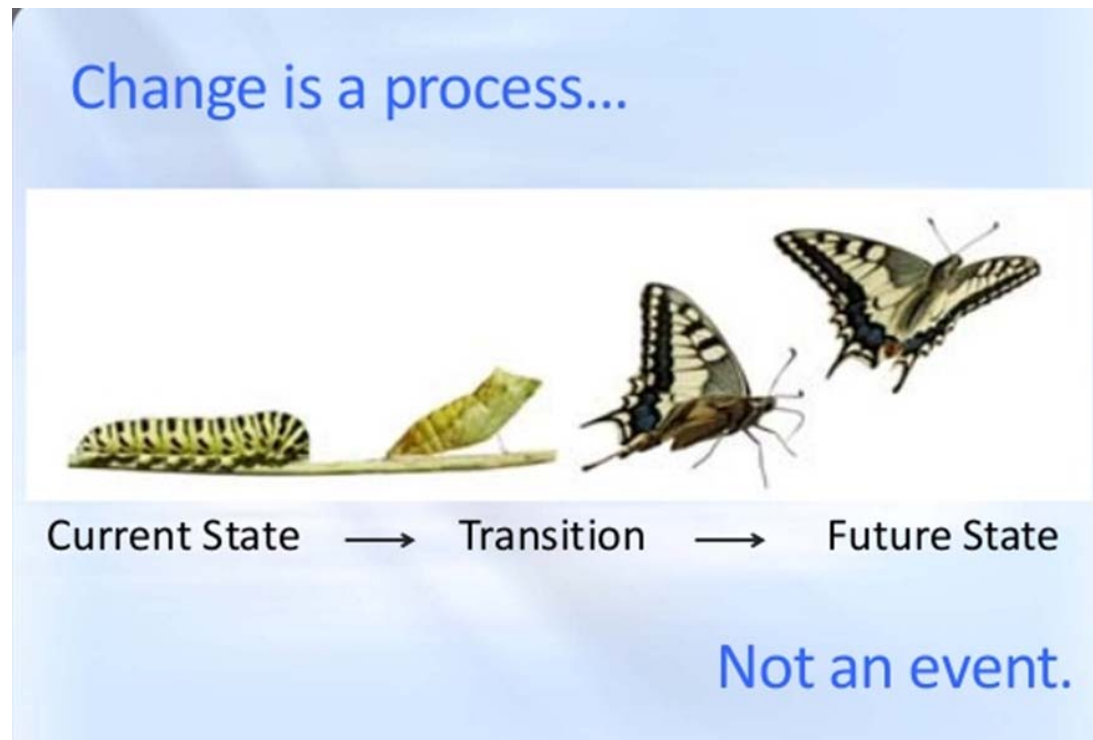 Change is a process...
Current State → Transition → Future State
Not an event.